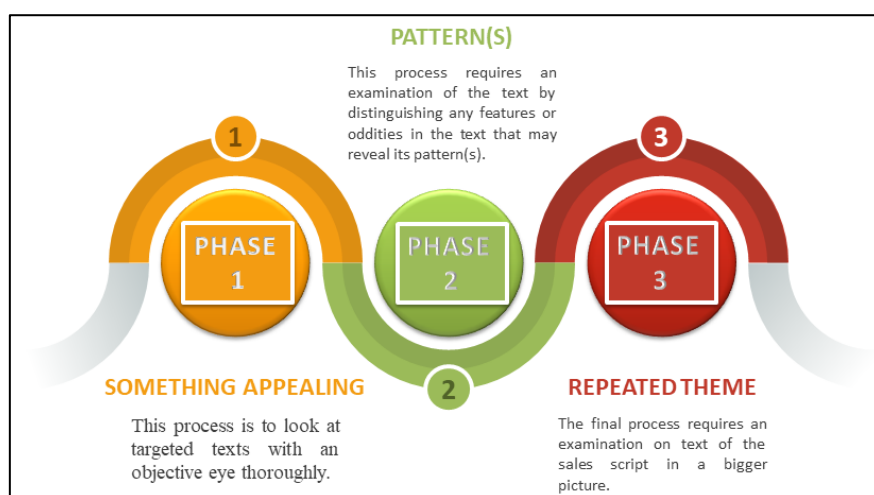 PATTERN(S)
This process requires an
examination of the text by
distinguishing any features or
oddities in the text that may
reveal its pattern(s).
1
3
PHASE
1
PHASE
2
PHASE
3
SOMETHING APPEALING
This process is to look at
targeted texts with an
objective eye thoroughly.
2
REPEATED THEME
The final process requires an
examination on text of the
sales script in a bigger
picture.